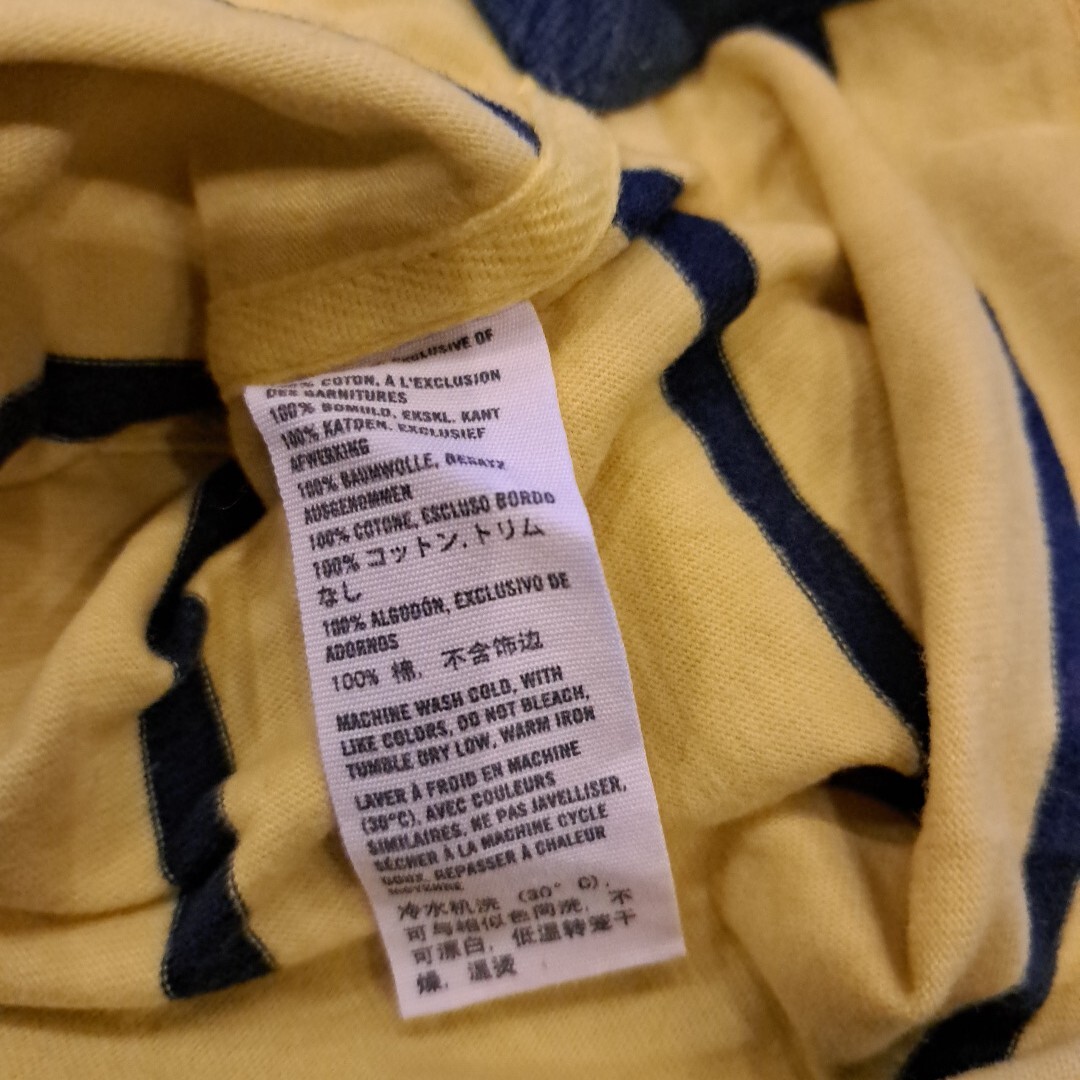 EXCLUSIVE OF
100% COTON, À L'EXCLUSION
DES GARNITURES
100% BOMULD, EKSKL. KANT
100% KATOEN, EXCLUSIEF
AFWERKING
100% BAUMWOLLE, BESATZ
AUSGENOMMEN
100% COTONE, ESCLUSO BORDO
100% コットン,トリム
なし
100% ALGODÓN, EXCLUSIVO DE
ADORNOS
100% 棉, 不含饰边
MACHINE WASH COLD, WITH
LIKE COLORS, DO NOT BLEACH,
TUMBLE DRY LOW, WARM IRON
LAVER À FROID EN MACHINE
(30°C), AVEC COULEURS
SIMILAIRES, NE PAS JAVELLISER,
SÉCHER À LA MACHINE CYCLE
DOUX, REPASSER À CHALEUR
MOYENNE
冷水机洗 (30° C), 不
可与相似色同洗, 不
可漂白, 低温转笼干
燥, 温烫